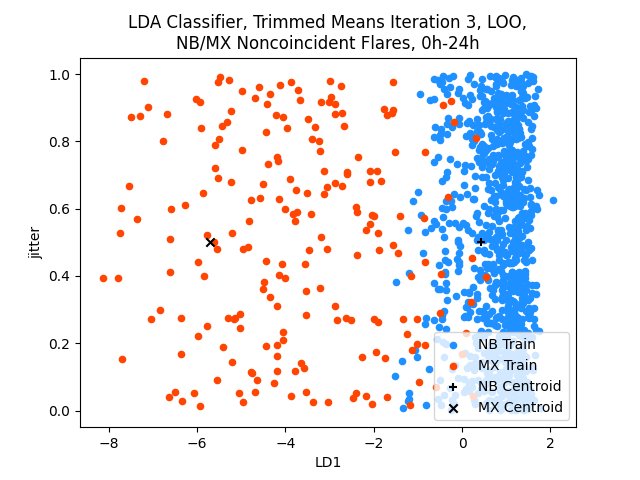 LDA Classifier, Trimmed Means Iteration 3, LOO,
NB/MX Noncoincident Flares, 0h-24h
1.0
0.8
0.6
0.4
0.2
0.0
jitter
−8
−6
−4
−2
0
2
LD1
NB Train
MX Train
NB Centroid
MX Centroid